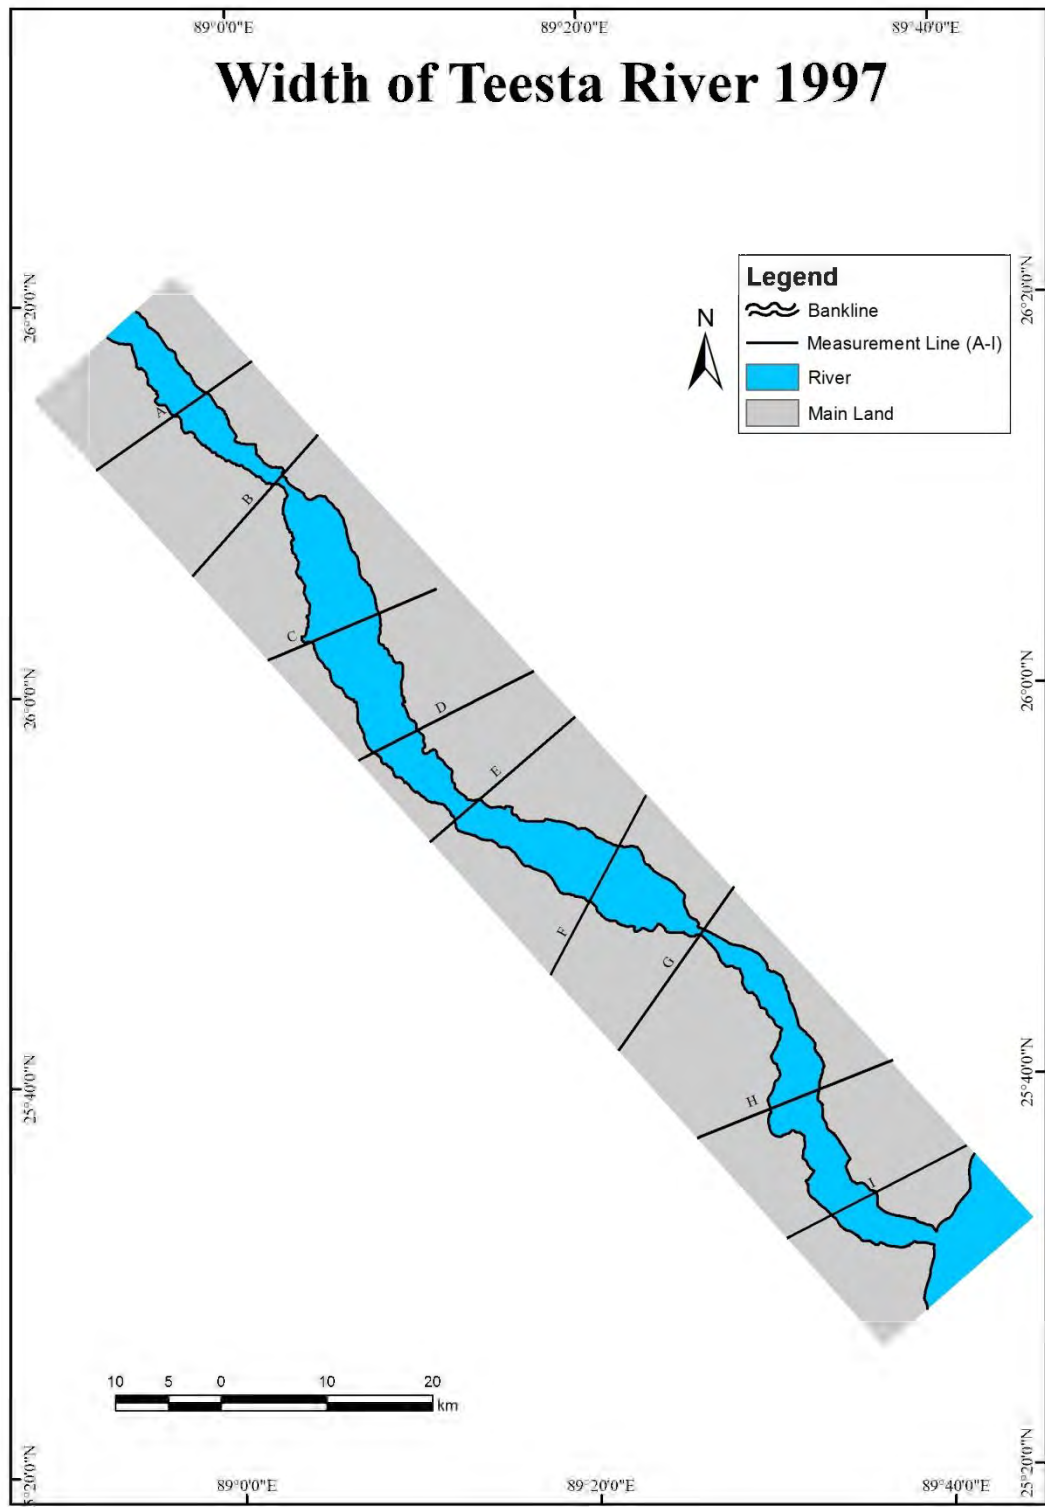 89°0'0"E 89°20'0"E 89°40'0"E
Width of Teesta River 1997
Legend
Bankline
Measurement Line (A-I)
River
Main Land
N
26°20'0"N 26°20'0"N
A
B
C
26°0'0"N 26°0'0"N
D
E
F
G
25°40'0"N 25°40'0"N
H
I
10 5 0 10 20
km
5°20'0"N 25°20'0"N
89°0'0"E 89°20'0"E 89°40'0"E